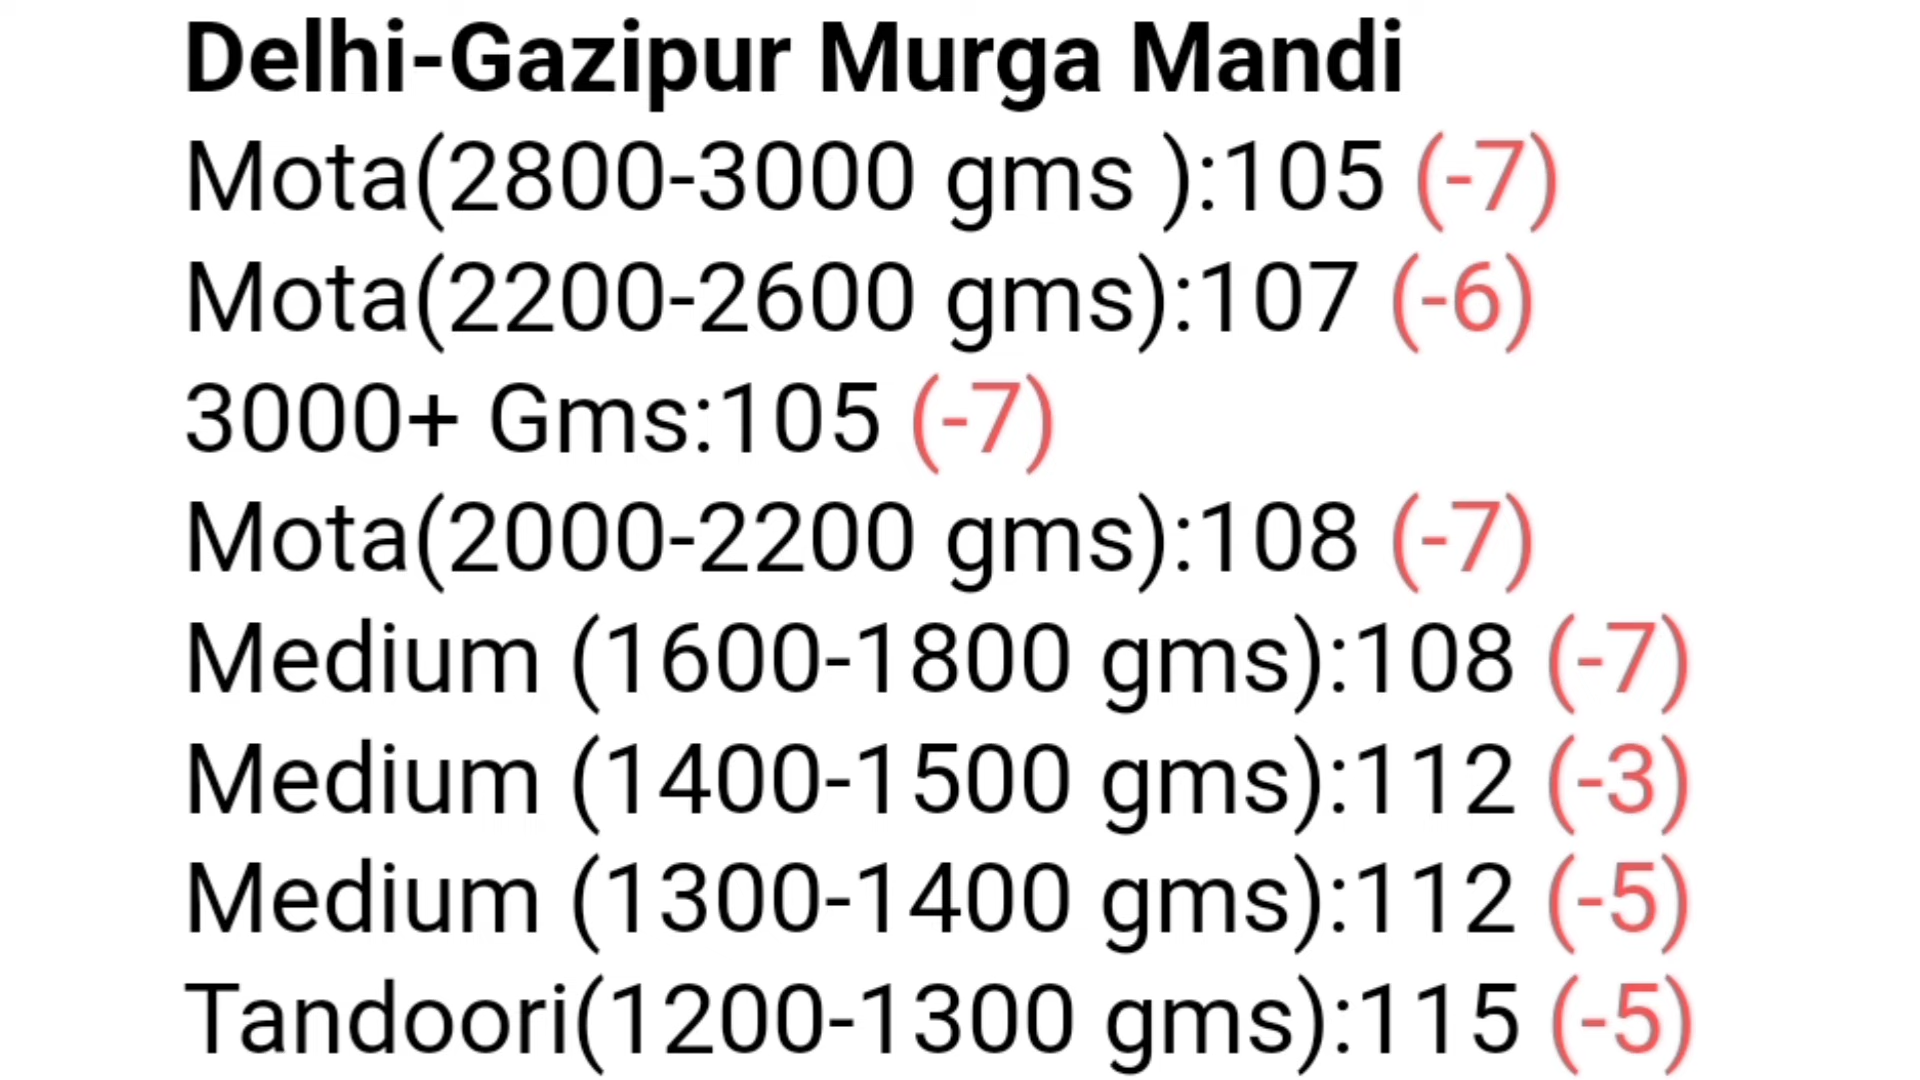 Delhi-Gazipur Murga Mandi
Mota(2800-3000 gms ):105 (-7)
Mota(2200-2600 gms):107 (-6)
3000+ Gms:105 (-7)
Mota(2000-2200 gms):108 (-7)
Medium (1600-1800 gms):108 (-7)
Medium (1400-1500 gms):112 (-3)
Medium (1300-1400 gms):112 (-5)
Tandoori(1200-1300 gms):115 (-5)